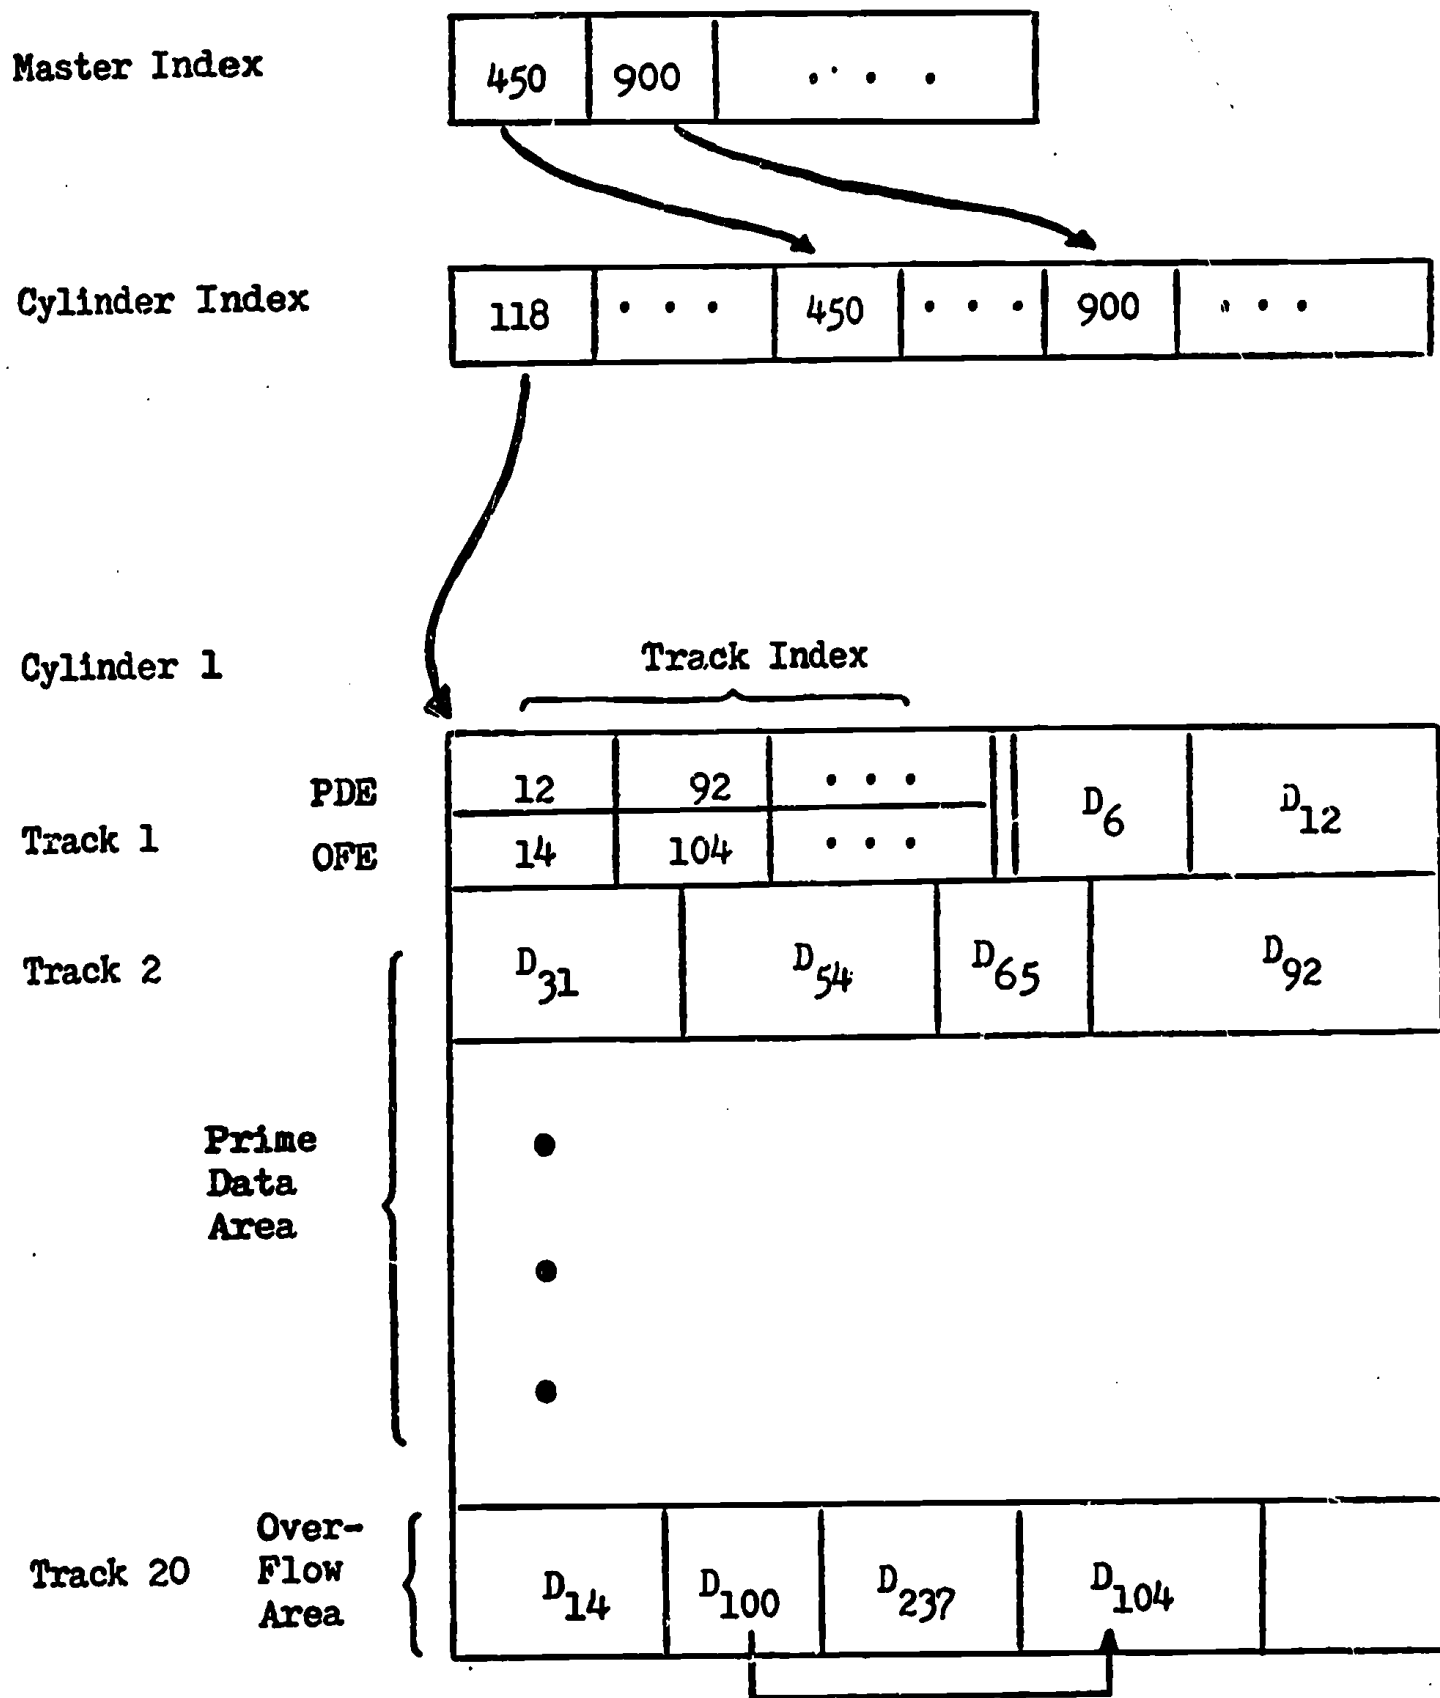 Master Index
450 900 . . .
Cylinder Index
118 . . . 450 . . . 900 . . .
Cylinder 1
Track Index
PDE 12 92 . . .
Track 1
OFE 14 104 . . .
D6 D12
Track 2
D31 D54 D65 D92
Prime
Data
Area
Over-
Flow
Area
Track 20
D14 D100 D237 D104